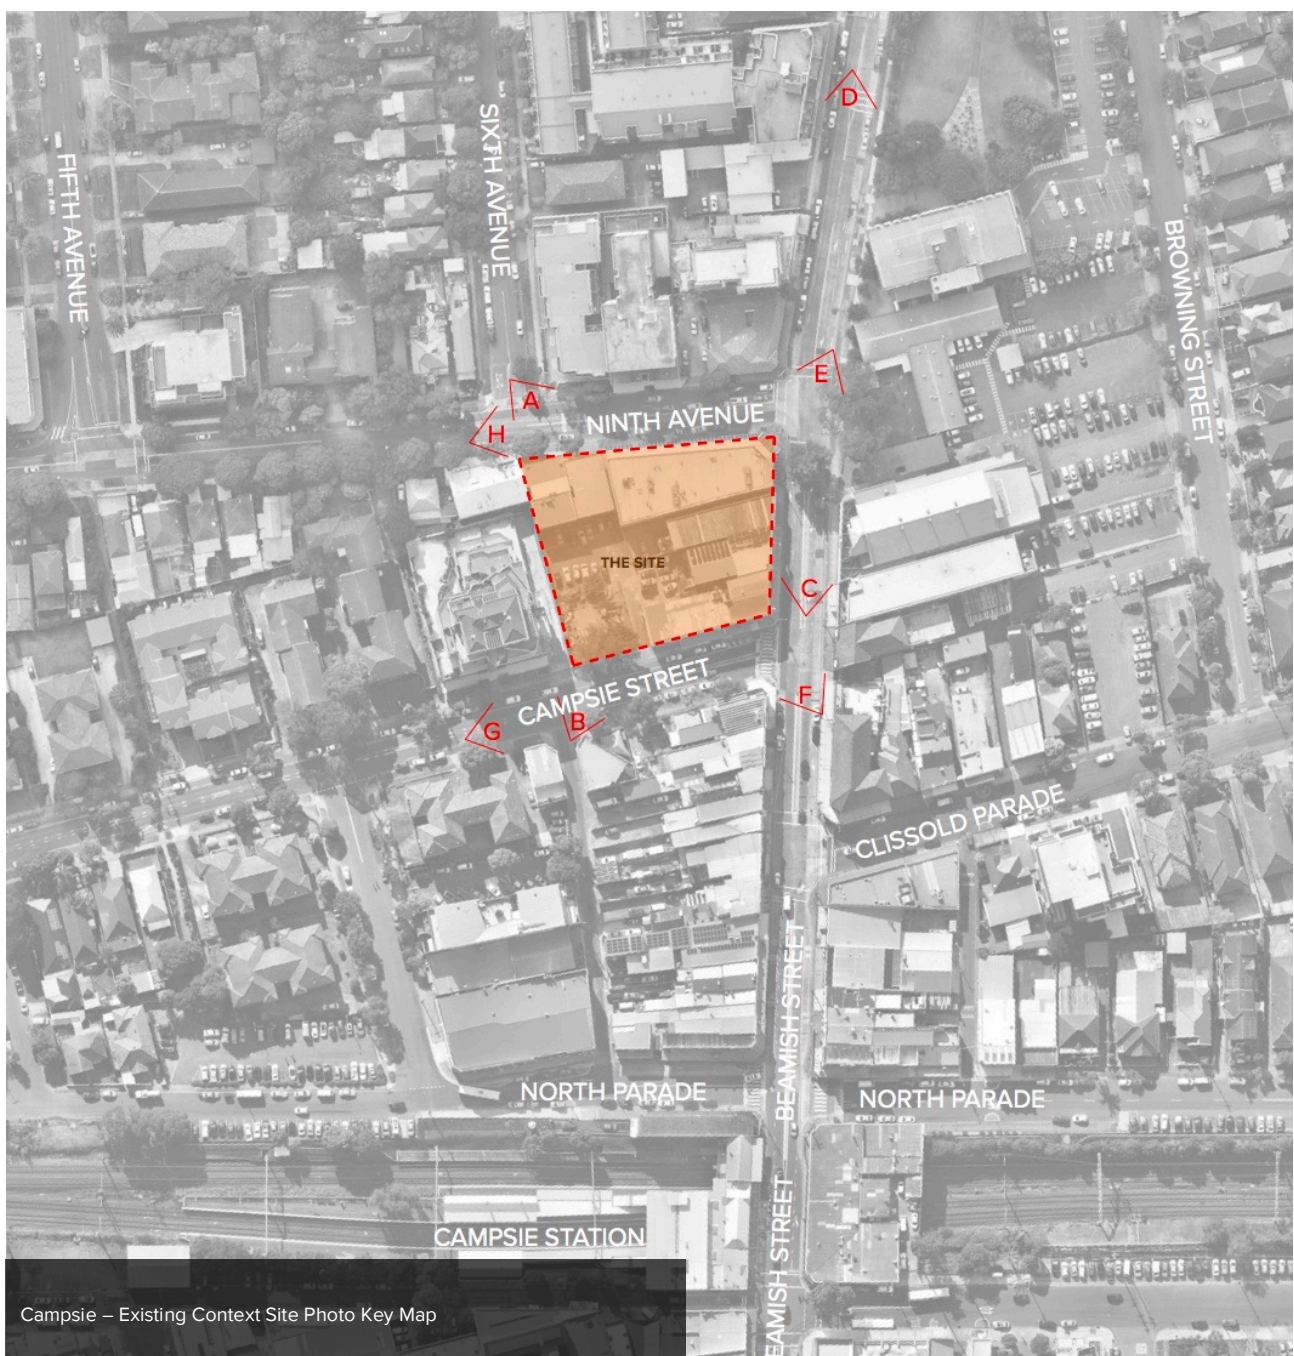 D
SIXTH AVENUE
FIFTH AVENUE
BROWNING STREET
E
A
NINTH AVENUE
H
THE SITE
C
CAMPSIE STREET
F
G
B
CLISSOLD PARADE
BEAMISH STREET
NORTH PARADE
NORTH PARADE
CAMPSIE STATION
EAMISH STREET
Campsie – Existing Context Site Photo Key Map